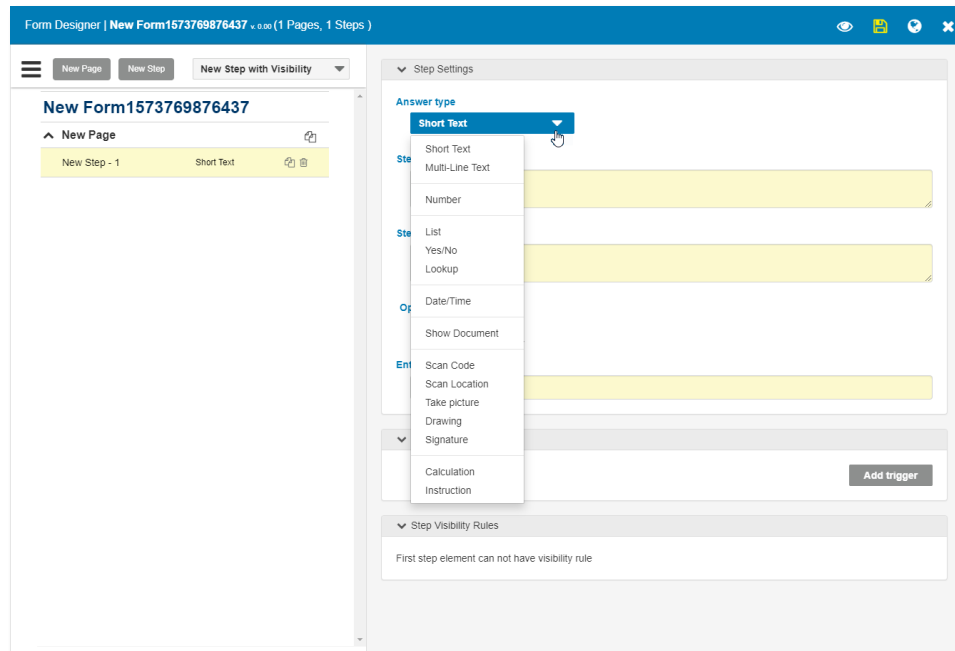 Form Designer | New Form1573769876437 v. 0.00 (1 Pages, 1 Steps )
New Page
New Step
New Step with Visibility
New Form1573769876437
New Page
New Step - 1
Short Text
Step Settings
Answer type
Short Text
Short Text
Multi-Line Text
Number
List
Yes/No
Lookup
Date/Time
Show Document
Scan Code
Scan Location
Take picture
Drawing
Signature
Calculation
Instruction
Ste
Ste
Op
Ent
Add trigger
Step Visibility Rules
First step element can not have visibility rule